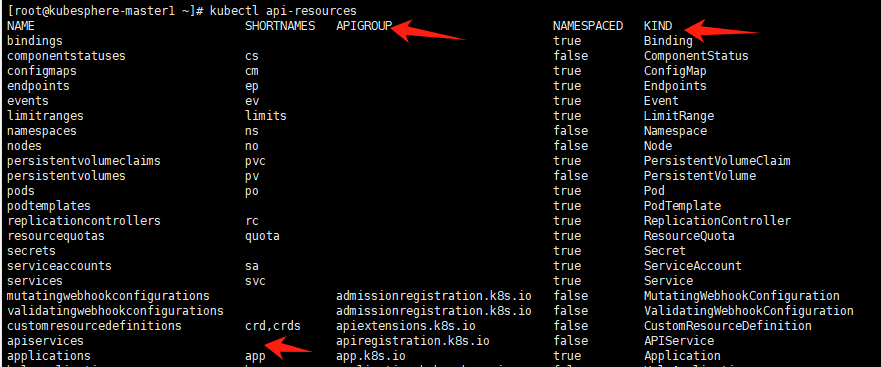 [root@kubesphere-master1 ~]# kubectl api-resources
NAME SHORTNAMES APIGROUP NAMESPACED KIND
bindings true Binding
componentstatuses cs false ComponentStatus
configmaps cm true ConfigMap
endpoints ep true Endpoints
events ev true Event
limitranges limits true LimitRange
namespaces ns false Namespace
nodes no false Node
persistentvolumeclaims pvc true PersistentVolumeClaim
persistentvolumes pv false PersistentVolume
pods po true Pod
podtemplates true PodTemplate
replicationcontrollers rc true ReplicationController
resourcequotas quota true ResourceQuota
secrets true Secret
serviceaccounts sa true ServiceAccount
services svc true Service
mutatingwebhookconfigurations admissionregistration.k8s.io false MutatingWebhookConfiguration
validatingwebhookconfigurations admissionregistration.k8s.io false ValidatingWebhookConfiguration
customresourcedefinitions crd,crds apiextensions.k8s.io false CustomResourceDefinition
apiservices apiregistration.k8s.io false APIService
applications app app.k8s.io true Application